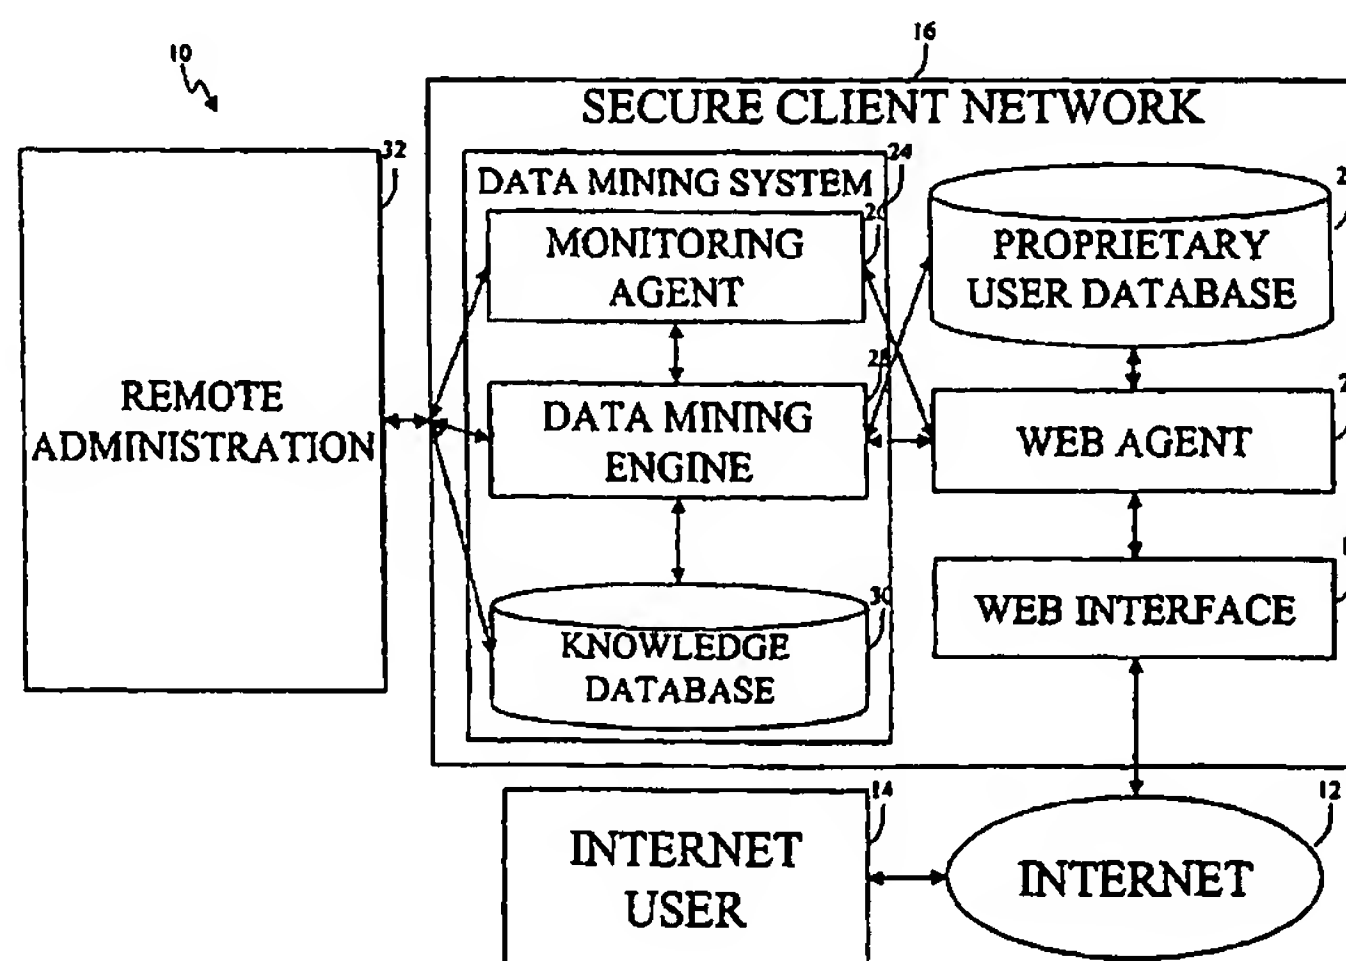 10
16
SECURE CLIENT NETWORK
32
24
DATA MINING SYSTEM
MONITORING
AGENT
PROPRIETARY
USER DATABASE
REMOTE
ADMINISTRATION
DATA MINING
ENGINE
WEB AGENT
30
KNOWLEDGE
DATABASE
WEB INTERFACE
14
INTERNET
USER
12
INTERNET